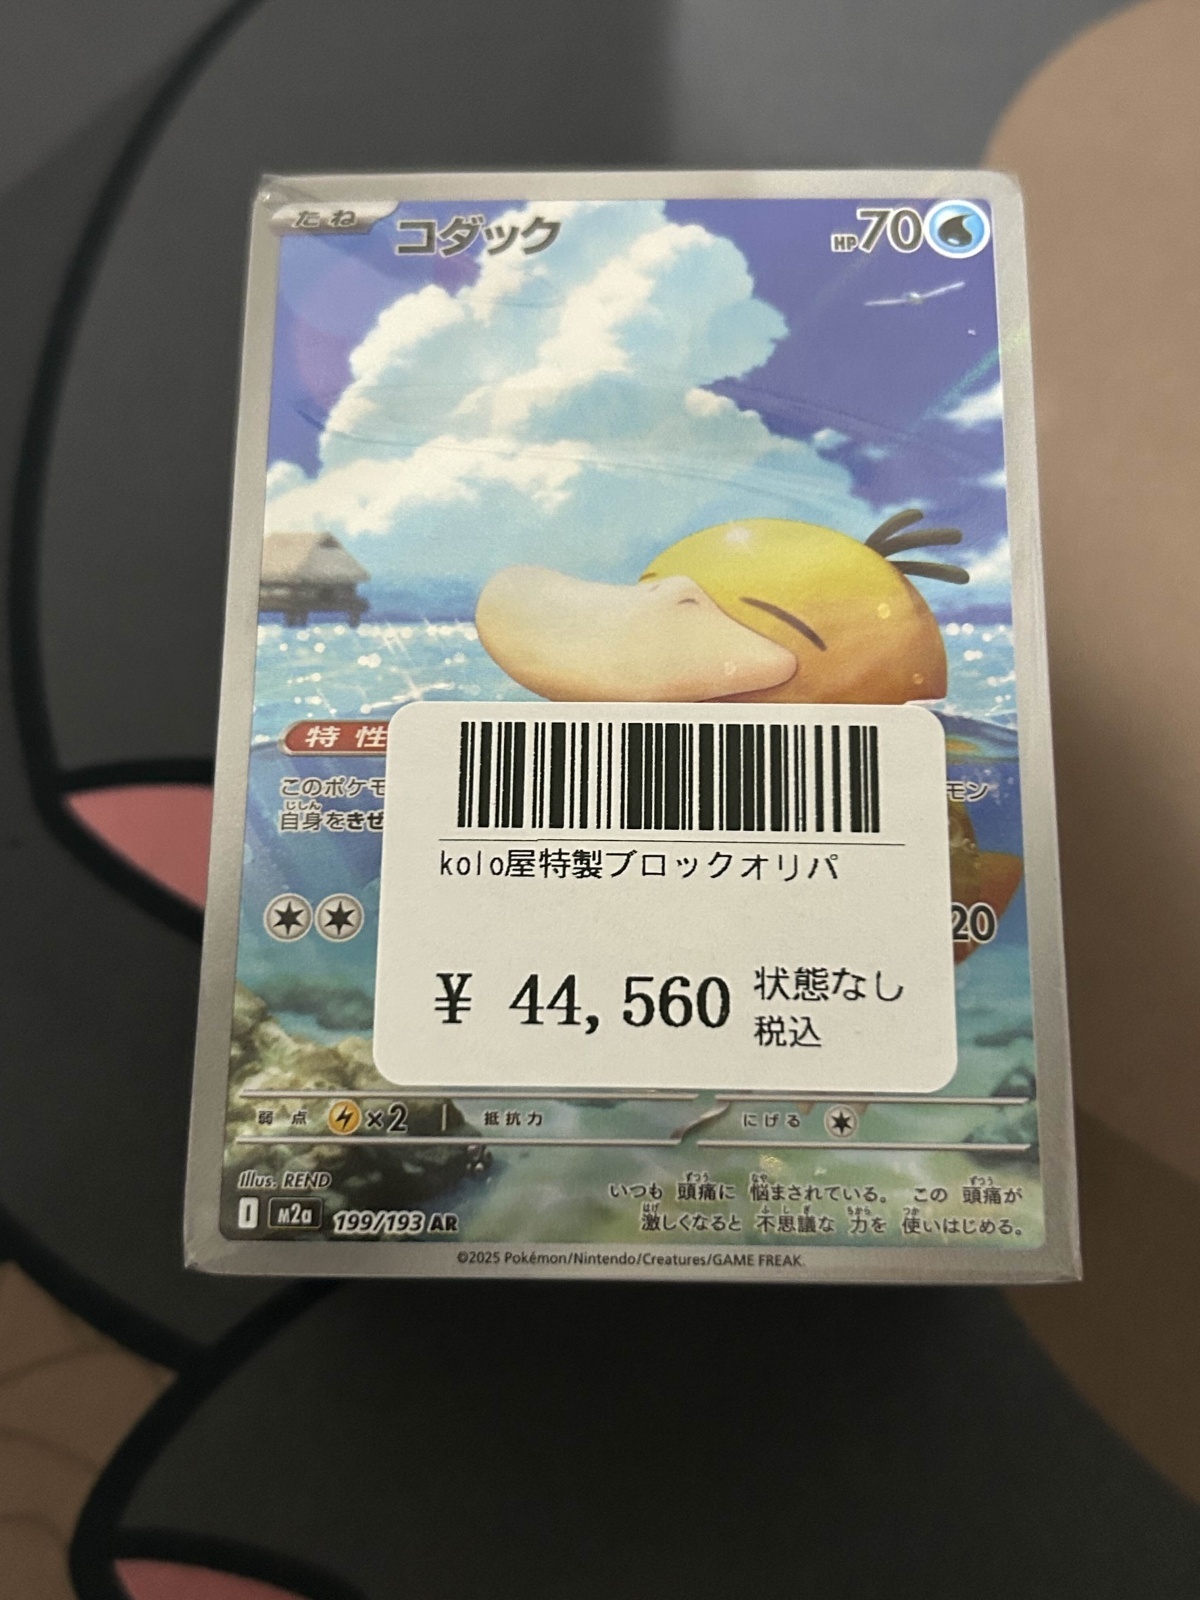 たね コダック HP70
特性
このポケモ モン
自身をきぜ
kolo屋特製ブロックオリパ
20
¥ 44,560 状態なし
税込
弱点 ×2 抵抗力 にげる
Illus. REND
いつも 頭痛に 悩まされている。 この 頭痛が
激しくなると 不思議な 力を 使いはじめる。
I M2a 199/193 AR
©2025 Pokémon/Nintendo/Creatures/GAME FREAK.